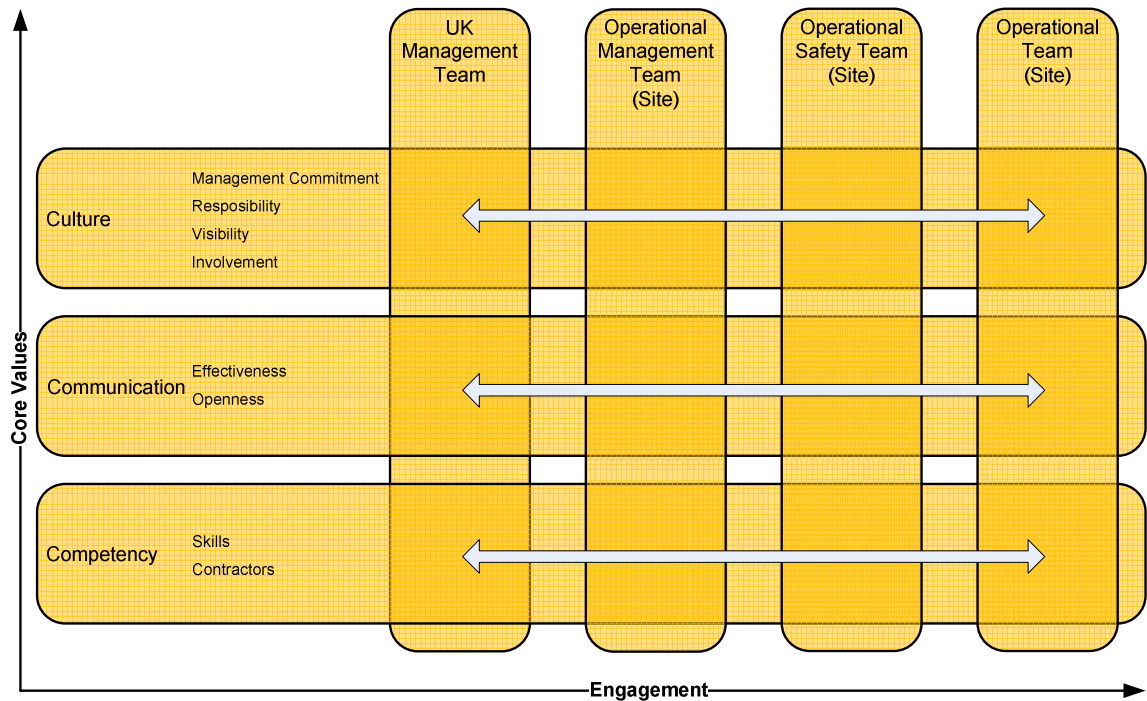 UK
Management
Team
Operational
Management
Team
(Site)
Operational
Safety Team
(Site)
Operational
Team
(Site)
Culture
Management Commitment
Resposibility
Visibility
Involvement
Communication
Effectiveness
Openness
Competency
Skills
Contractors
Core Values
Engagement